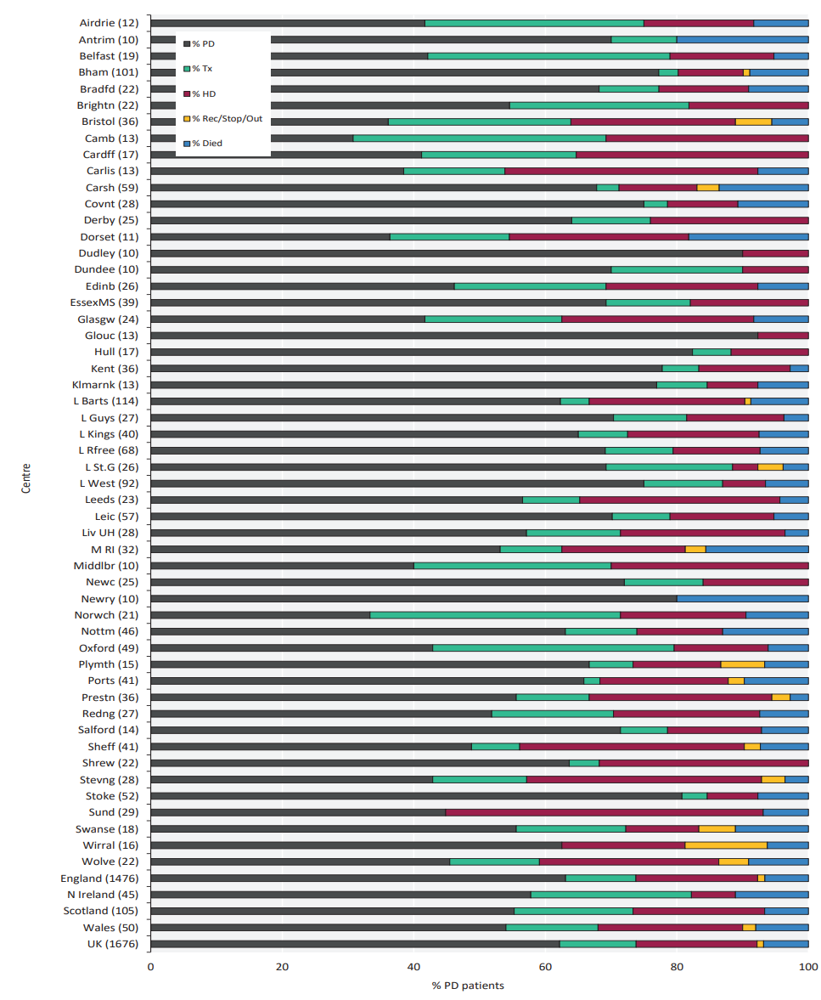 Airdrie (12)
Antrim (10)
Belfast (19)
Bham (101)
Bradfd (22)
Brightn (22)
Bristol (36)
Camb (13)
Cardff (17)
Carlis (13)
Carsh (59)
Covnt (28)
Derby (25)
Dorset (11)
Dudley (10)
Dundee (10)
Edinb (26)
EssexMS (39)
Glasgw (24)
Glouc (13)
Hull (17)
Kent (36)
Klmarnk (13)
L Barts (114)
L Guys (27)
L Kings (40)
L Rfree (68)
L St.G (26)
L West (92)
Leeds (23)
Leic (57)
Liv UH (28)
M RI (32)
Middlbr (10)
Newc (25)
Newry (10)
Norwch (21)
Nottm (46)
Oxford (49)
Plymth (15)
Ports (41)
Prestn (36)
Redng (27)
Salford (14)
Sheff (41)
Shrew (22)
Stevng (28)
Stoke (52)
Sund (29)
Swanse (18)
Wirral (16)
Wolve (22)
England (1476)
N Ireland (45)
Scotland (105)
Wales (50)
UK (1676)
% PD
% Tx
% HD
% Rec/Stop/Out
% Died
Centre
0 20 40 60 80 100
% PD patients